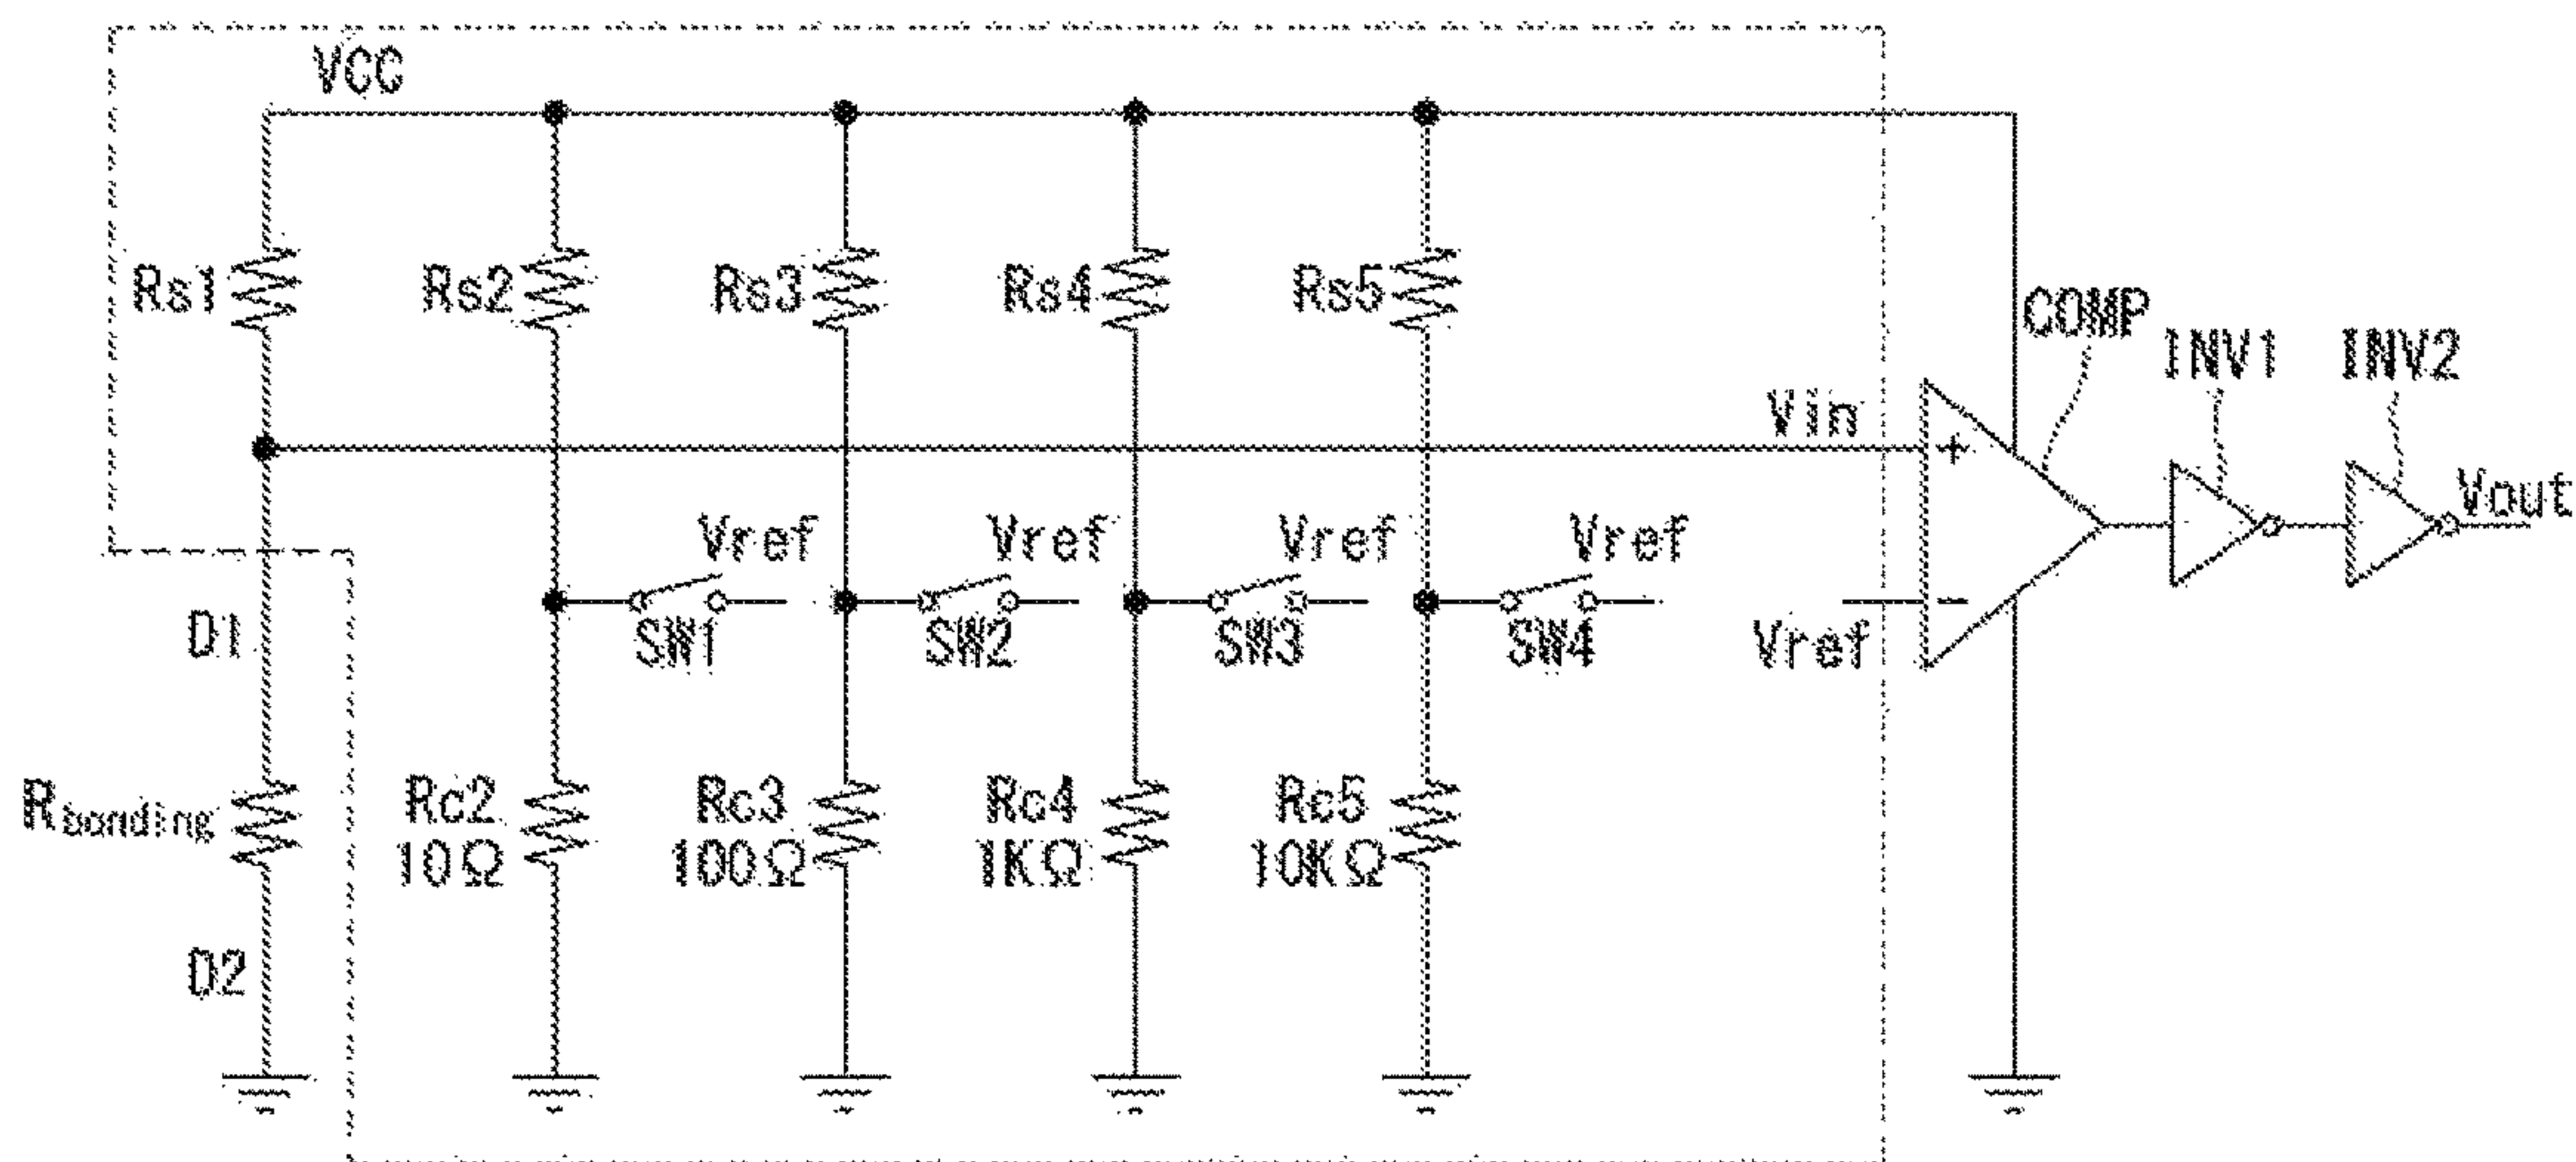 VCC
Rs1
Rs2
Rs3
Rs4
Rs5
COMP
INV1
INV2
Vin
+
Vout
Vref
Vref
Vref
Vref
SW1
SW2
SW3
SW4
Vref
−
D1
Rbonding
Rc2
10Ω
Rc3
100Ω
Rc4
1KΩ
Rc5
10KΩ
D2